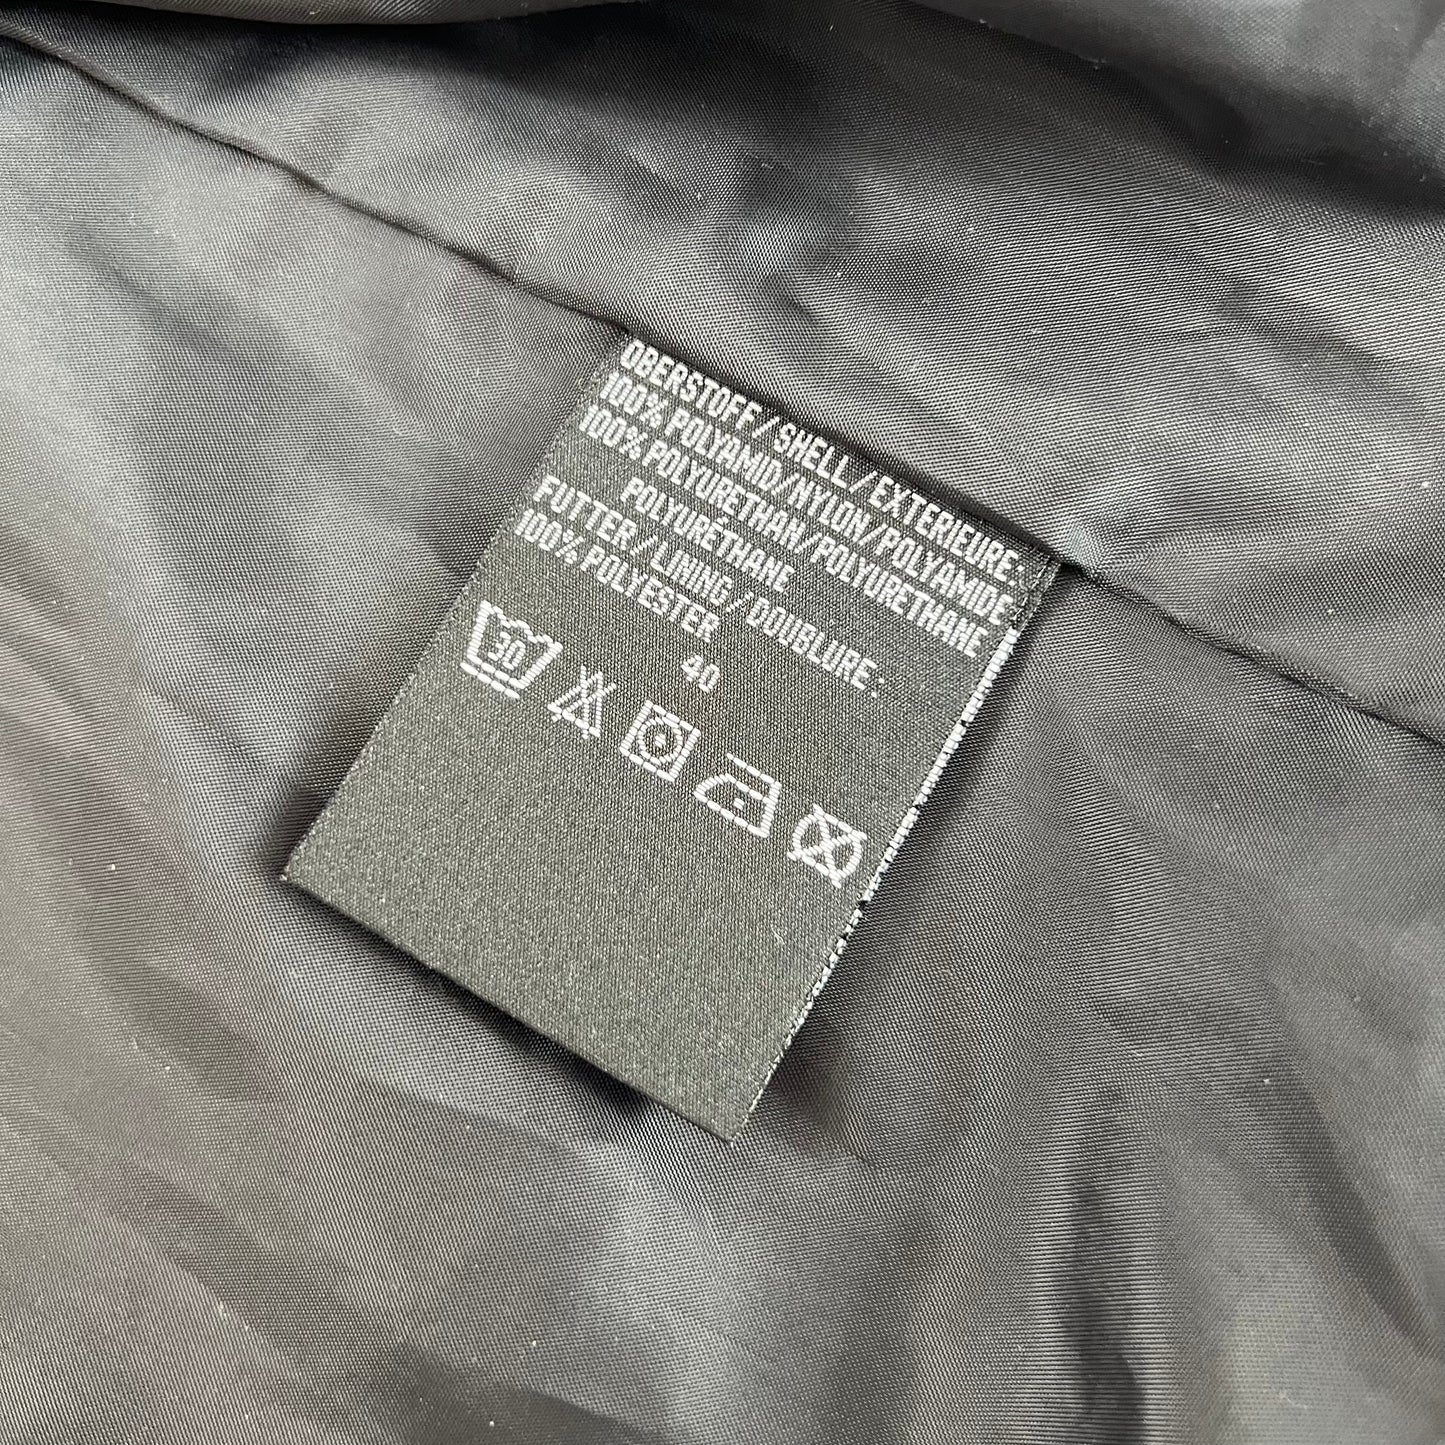 OBERSTOFF/SHELL/EXTERIEURE:
100% POLYAMID/NYLON/POLYAMIDE
100% POLYURETHAN/POLYURETHANE
POLYURÉTHANE
FUTTER/LINING/DOUBLURE:
100% POLYESTER
40
30